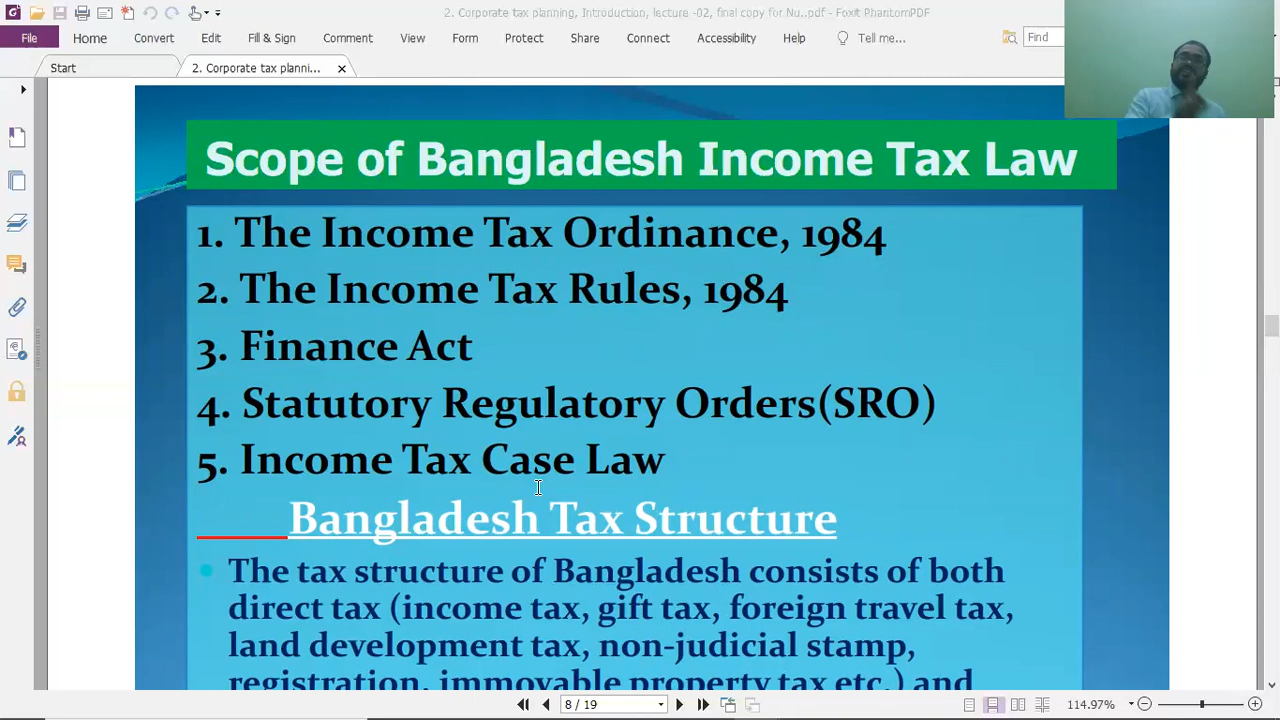 2. Corporate tax planning, Introduction, lecture -02, final copy for Nu..pdf - Foxit PhantomPDF
File Home Convert Edit Fill & Sign Comment View Form Protect Share Connect Accessibility Help Tell me... Find
Start 2. Corporate tax planni...
Scope of Bangladesh Income Tax Law
1. The Income Tax Ordinance, 1984
2. The Income Tax Rules, 1984
3. Finance Act
4. Statutory Regulatory Orders(SRO)
5. Income Tax Case Law
Bangladesh Tax Structure
• The tax structure of Bangladesh consists of both
direct tax (income tax, gift tax, foreign travel tax,
land development tax, non-judicial stamp,
registration, immovable property tax etc.) and
8 / 19 114.97%